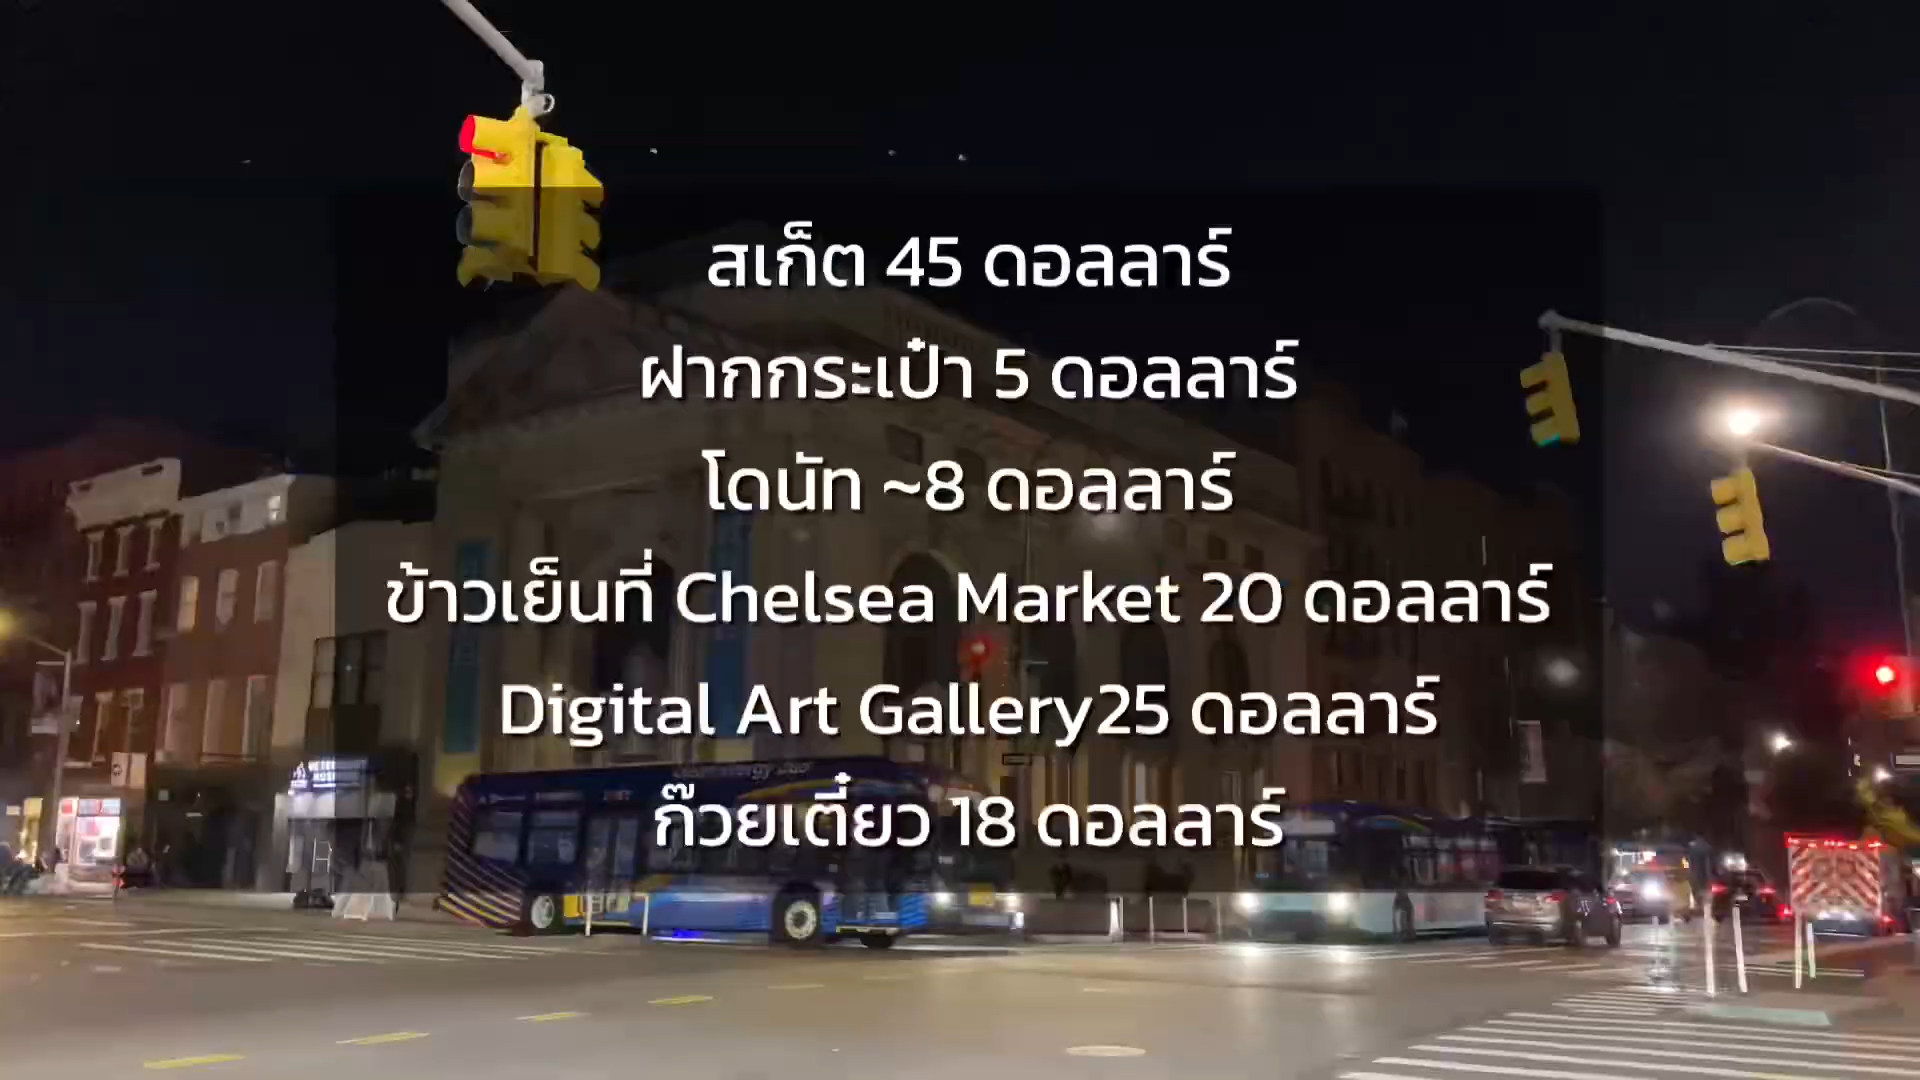 สเก็ต 45 ดอลลาร์
ฝากกระเป๋า 5 ดอลลาร์
โดนัท ~8 ดอลลาร์
ข้าวเย็นที่ Chelsea Market 20 ดอลลาร์
Digital Art Gallery25 ดอลลาร์
ก๊วยเตี๋ยว 18 ดอลลาร์